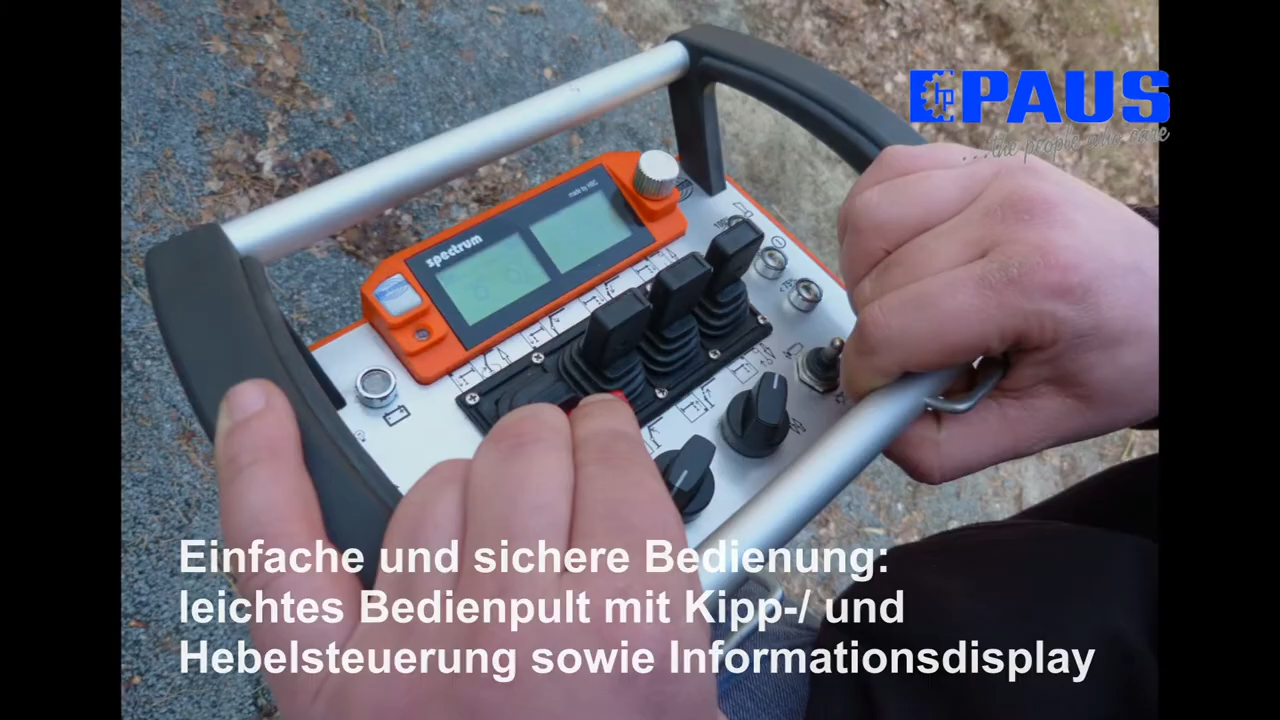 PAUS
...the people who care
made by HBC
spectrum
Einfache und sichere Bedienung:
leichtes Bedienpult mit Kipp-/ und
Hebelsteuerung sowie Informationsdisplay